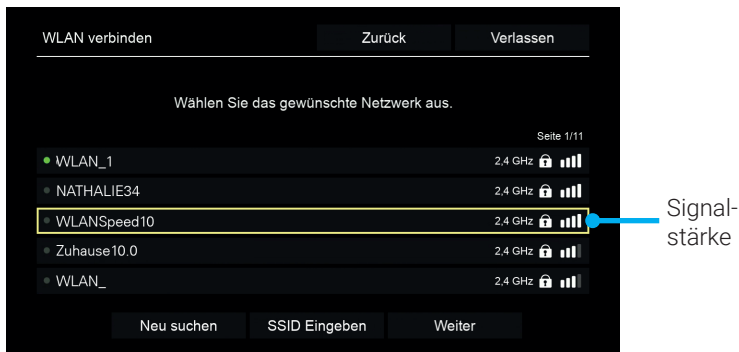 WLAN verbinden Zurück Verlassen
Wählen Sie das gewünschte Netzwerk aus.
Seite 1/11
WLAN_1 2,4 GHz
NATHALIE34 2,4 GHz
WLANSpeed10 2,4 GHz
Zuhause10.0 2,4 GHz
WLAN_ 2,4 GHz
Signal-
stärke
Neu suchen SSID Eingeben Weiter